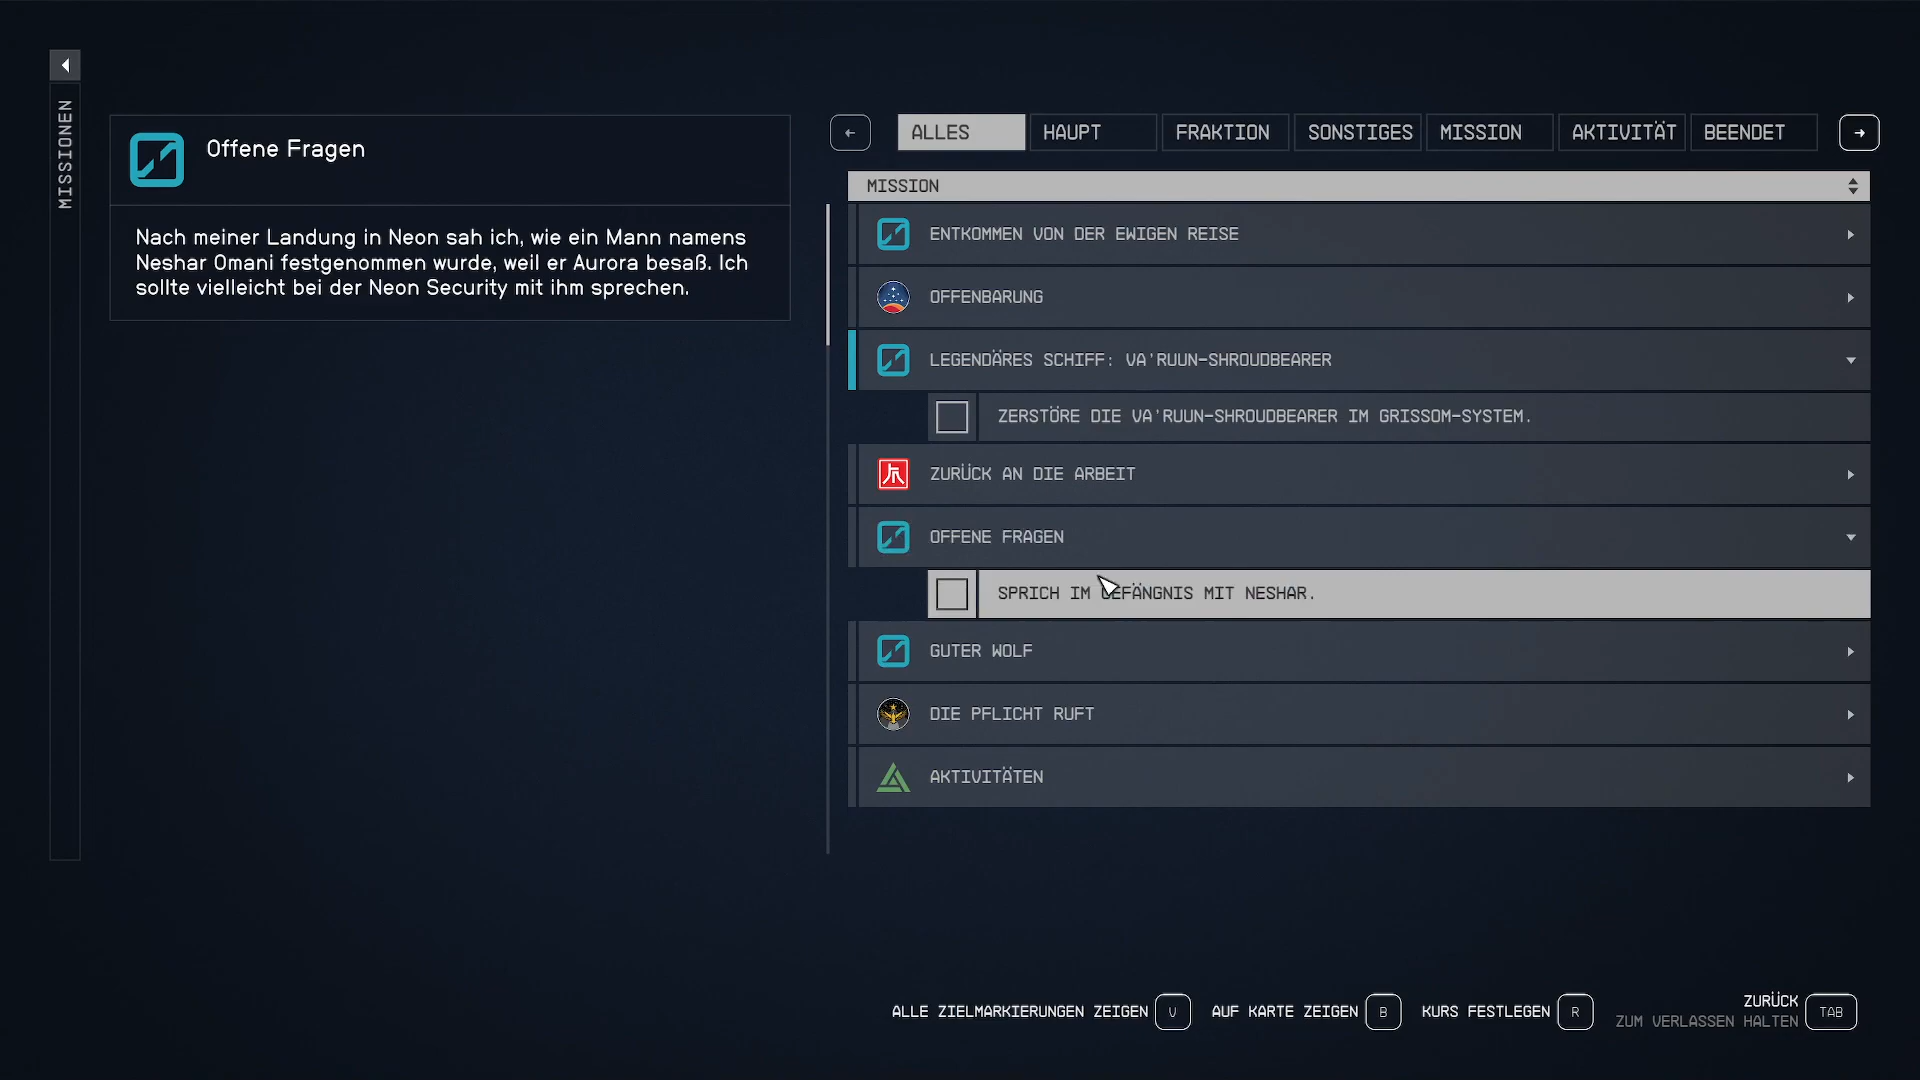 MISSIONEN
Offene Fragen
Nach meiner Landung in Neon sah ich, wie ein Mann namens
Neshar Omani festgenommen wurde, weil er Aurora besaß. Ich
sollte vielleicht bei der Neon Security mit ihm sprechen.
ALLES HAUPT FRAKTION SONSTIGES MISSION AKTIVITÄT BEENDET
MISSION
ENTKOMMEN VON DER EWIGEN REISE
OFFENBARUNG
LEGENDÄRES SCHIFF: VA'RUUN-SHROUDBEARER
ZERSTÖRE DIE VA'RUUN-SHROUDBEARER IM GRISSOM-SYSTEM.
ZURÜCK AN DIE ARBEIT
OFFENE FRAGEN
SPRICH IM GEFÄNGNIS MIT NESHAR.
GUTER WOLF
DIE PFLICHT RUFT
AKTIVITÄTEN
ALLE ZIELMARKIERUNGEN ZEIGEN V AUF KARTE ZEIGEN B KURS FESTLEGEN R ZURÜCK
ZUM VERLASSEN HALTEN TAB